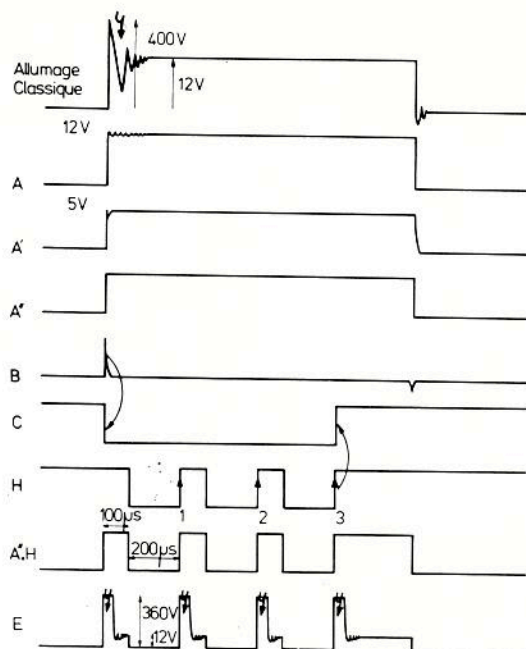 400V
Allumage
Classique
12V
12V
A
5V
A'
A"
B
C
H
1 2 3
100µs
A".H
200µs
360V
E
12V